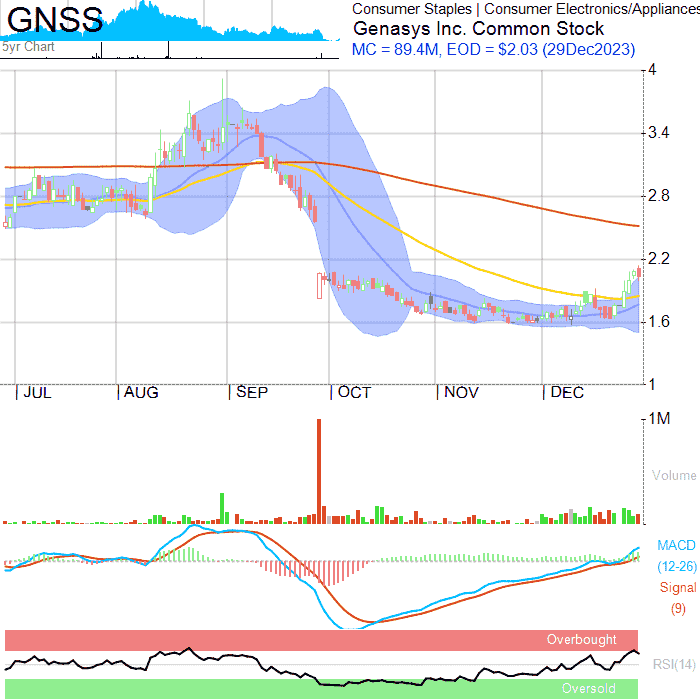 GNSS
Consumer Staples | Consumer Electronics/Appliances
Genasys Inc. Common Stock
5yr Chart
MC = 89.4M, EOD = $2.03 (29Dec2023)
4
3.4
2.8
2.2
1.6
1
JUL AUG SEP OCT NOV DEC
1M
Volume
MACD
(12-26)
Signal
(9)
Overbought
RSI(14)
Oversold